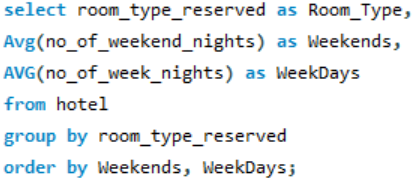 select room_type_reserved as Room_Type,
Avg(no_of_weekend_nights) as Weekends,
AVG(no_of_week_nights) as WeekDays
from hotel
group by room_type_reserved
order by Weekends, WeekDays;